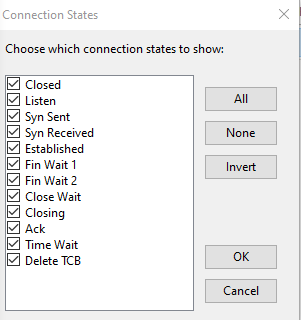 Connection States
Choose which connection states to show:
Closed
Listen
Syn Sent
Syn Received
Established
Fin Wait 1
Fin Wait 2
Close Wait
Closing
Ack
Time Wait
Delete TCB
All
None
Invert
OK
Cancel